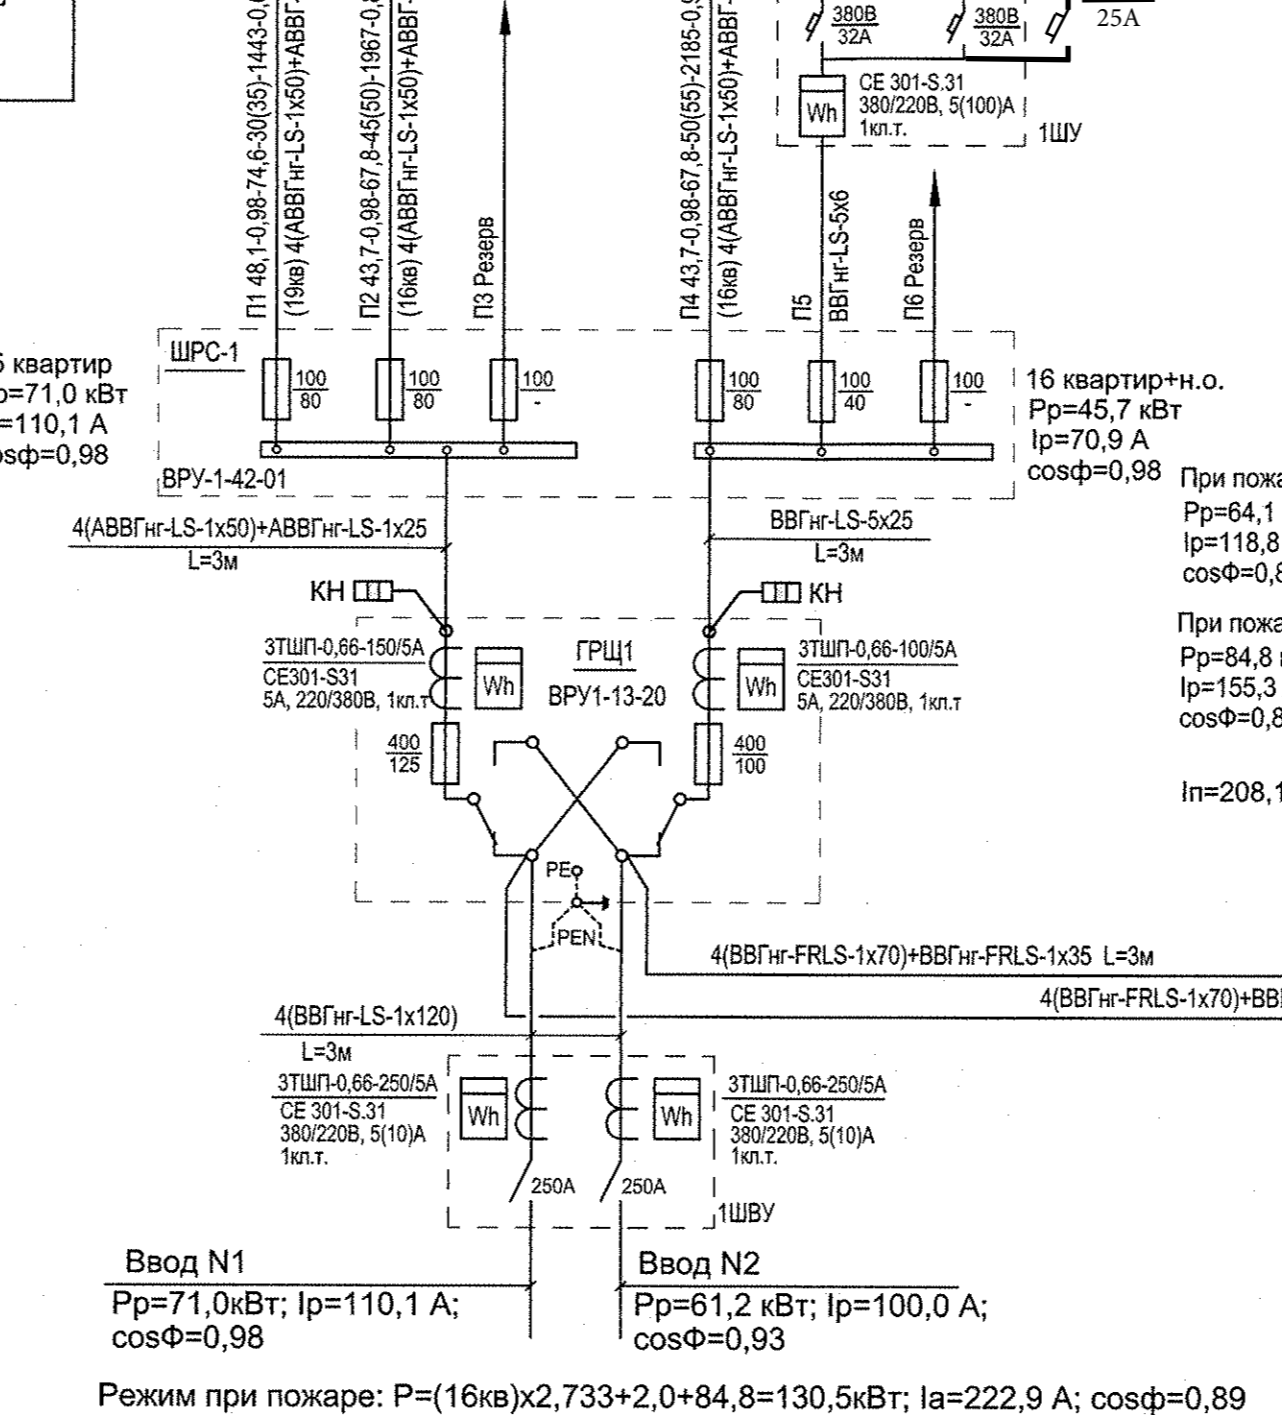 380В
32А
380В
32А
25А
СЕ 301-S.31
380/220В, 5(100)А
1кл.т.
Wh
1ШУ
П1 48,1-0,98-74,6-30(35)-1443-0,
(19кв) 4(АВВГнг-LS-1х50)+АВВГ-
П2 43,7-0,98-67,8-45(50)-1967-0,
(16кв) 4(АВВГнг-LS-1х50)+АВВГ-
П3 Резерв
П4 43,7-0,98-67,8-50(55)-2185-0,
(16кв) 4(АВВГнг-LS-1х50)+АВВГ-
П5
ВВГнг-LS-5х6
П6 Резерв
ШРС-1
100
80
100
80
100
-
100
80
100
40
100
-
ВРУ-1-42-01
квартир
=71,0 кВт
=110,1 А
osф=0,98
16 квартир+н.о.
Рр=45,7 кВт
Iр=70,9 А
cosф=0,98
4(АВВГнг-LS-1х50)+АВВГнг-LS-1х25
L=3м
ВВГнг-LS-5х25
L=3м
При пожа
Рр=64,1
Iр=118,8
cosФ=0,8
При пожа
Рр=84,8
Iр=155,3
cosФ=0,8
Iп=208,1
КН
КН
3ТШП-0,66-150/5А
СЕ301-S31
5А, 220/380В, 1кл.т
Wh
ГРЩ1
ВРУ1-13-20
Wh
3ТШП-0,66-100/5А
СЕ301-S31
5А, 220/380В, 1кл.т
400
125
400
100
РЕ
PEN
4(ВВГнг-FRLS-1х70)+ВВГнг-FRLS-1х35 L=3м
4(ВВГнг-FRLS-1х70)+ВВ
4(ВВГнг-LS-1х120)
L=3м
3ТШП-0,66-250/5А
СЕ 301-S.31
380/220В, 5(10)А
1кл.т.
Wh
Wh
3ТШП-0,66-250/5А
СЕ 301-S.31
380/220В, 5(10)А
1кл.т.
250А
250А
1ШВУ
Ввод N1
Рр=71,0кВт; Iр=110,1 А;
cosФ=0,98
Ввод N2
Рр=61,2 кВт; Iр=100,0 А;
cosФ=0,93
Режим при пожаре: Р=(16кв)х2,733+2,0+84,8=130,5кВт; Iа=222,9 А; cosф=0,89